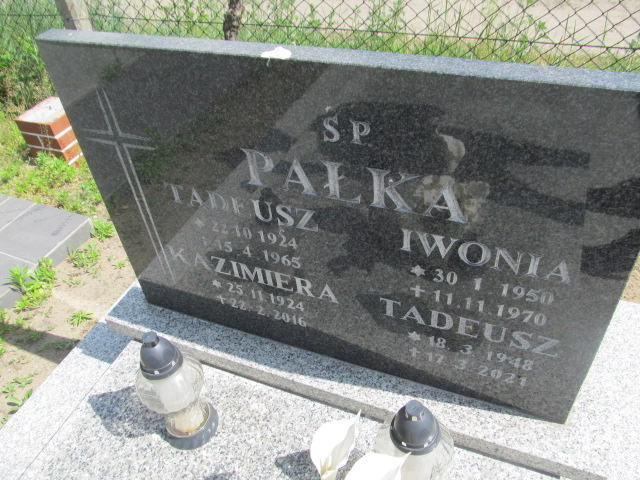 ŚP
PAŁKA
TADEUSZ
* 22.10.1924
+ 15.4.1965
KAZIMIERA
* 25.11.1924
+ 22.2.2016
IWONIA
* 30.1.1950
+ 11.11.1970
TADEUSZ
* 18.3.1948
+ 17.3.2021